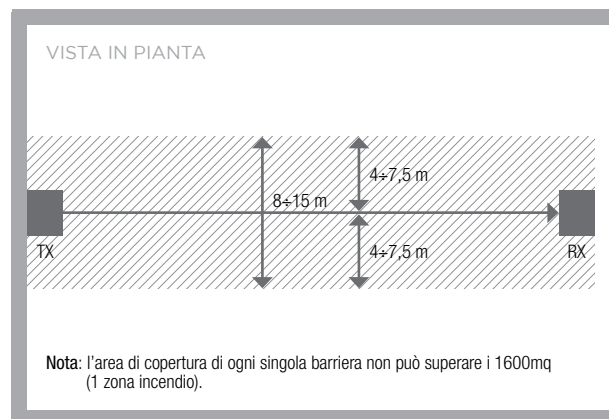 VISTA IN PIANTA
4÷7,5 m
8÷15 m
TX
4÷7,5 m
RX
Nota: l’area di copertura di ogni singola barriera non può superare i 1600mq
(1 zona incendio).